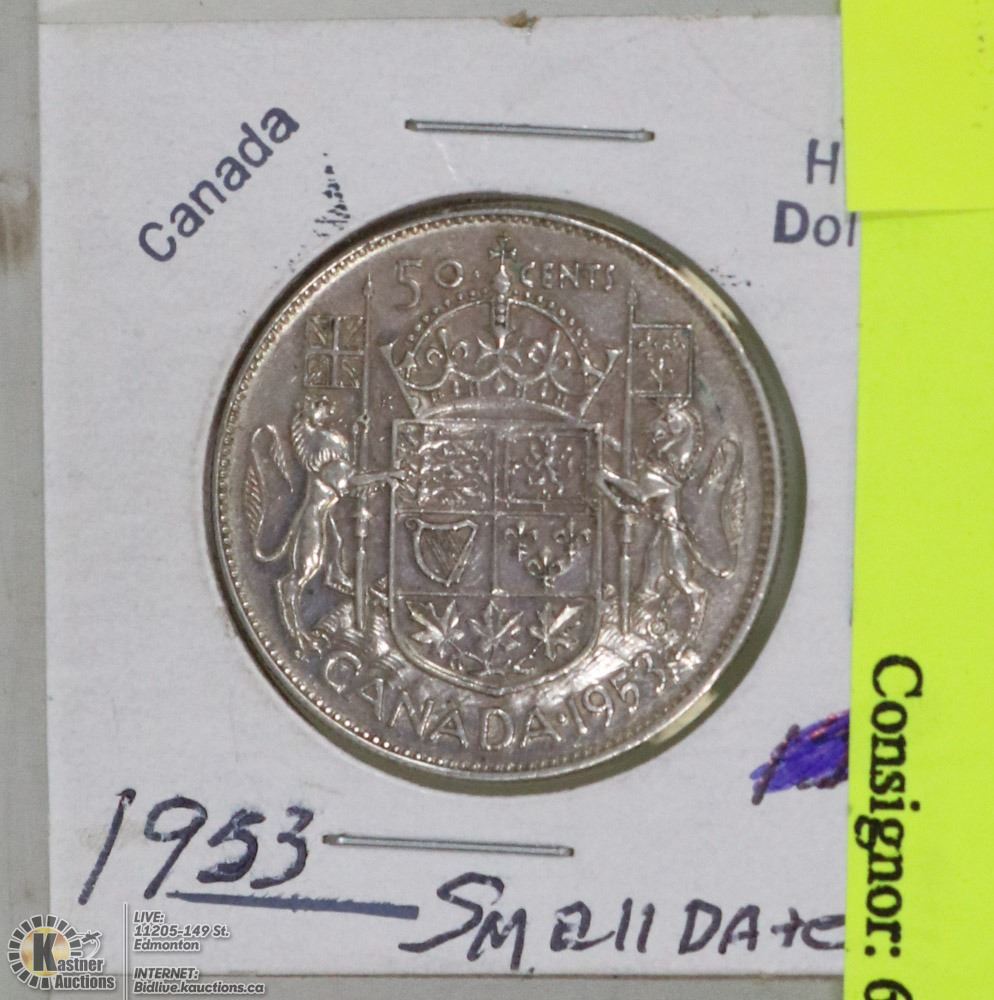 Canada
H
Dol
50 CENTS
CANADA·1953
1953
Small Date
Consignor: 6
Kastner
Auctions
LIVE:
11205-149 St.
Edmonton
INTERNET:
Bidlive.kauctions.ca